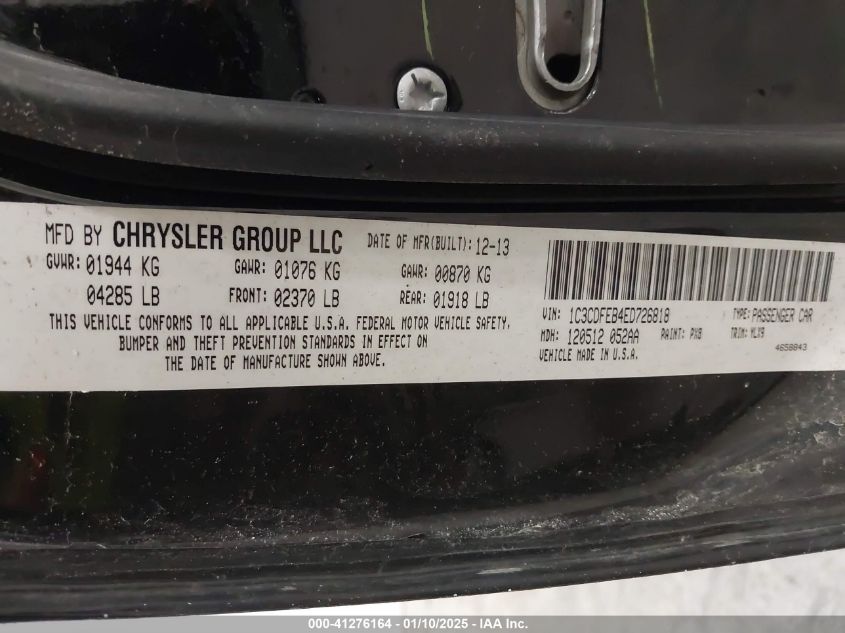 MFD BY CHRYSLER GROUP LLC DATE OF MFR(BUILT): 12-13
GVWR: 01944 KG GAWR: 01076 KG GAWR: 00870 KG
04285 LB FRONT: 02370 LB REAR: 01918 LB
THIS VEHICLE CONFORMS TO ALL APPLICABLE U.S.A. FEDERAL MOTOR VEHICLE SAFETY,
BUMPER AND THEFT PREVENTION STANDARDS IN EFFECT ON
THE DATE OF MANUFACTURE SHOWN ABOVE.
VIN: 1C3CDFEB4ED726818 TYPE: PASSENGER CAR
MDH: 120512 052AA PAINT: PX8 TRIM: MLX9
VEHICLE MADE IN U.S.A. 4658843
000-41276164 — 01/10/2025 — IAA Inc.